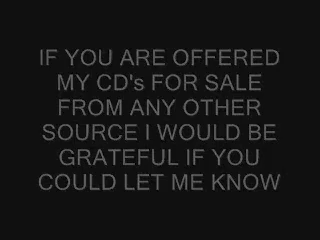 IF YOU ARE OFFERED
MY CD's FOR SALE
FROM ANY OTHER
SOURCE I WOULD BE
GRATEFUL IF YOU
COULD LET ME KNOW